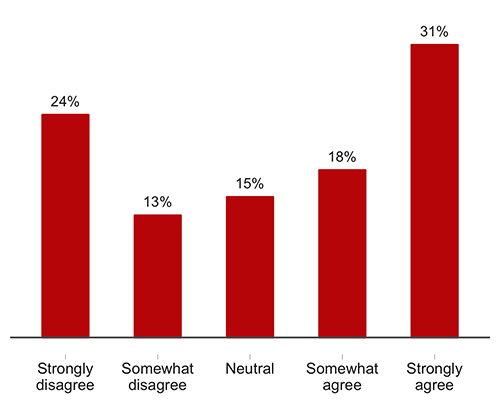 31%
24%
18%
15%
13%
Strongly disagree
Somewhat disagree
Neutral
Somewhat agree
Strongly agree